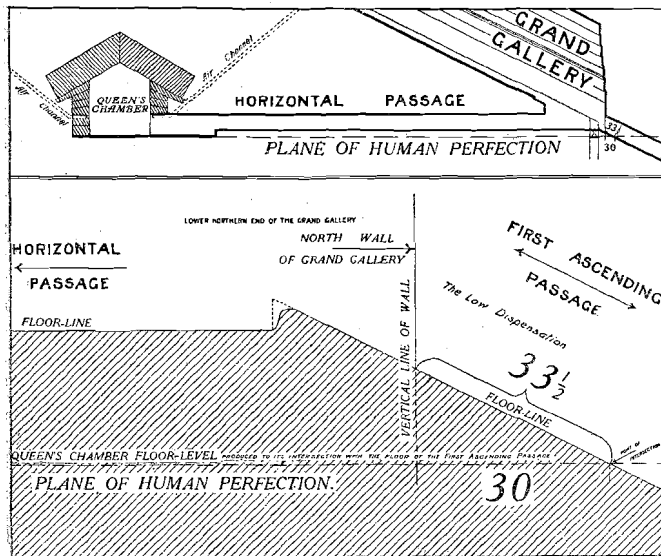 GRAND
GALLERY
Air Channel
Air Channel
QUEEN'S
CHAMBER
HORIZONTAL PASSAGE
33½
30
PLANE OF HUMAN PERFECTION
LOWER NORTHERN END OF THE GRAND GALLERY
NORTH WALL
OF GRAND GALLERY
HORIZONTAL
PASSAGE
FIRST ASCENDING
PASSAGE
The Low Dispensation
FLOOR-LINE
VERTICAL LINE OF WALL
33½
FLOOR-LINE
POINT OF
INTERSECTION
QUEEN'S CHAMBER FLOOR-LEVEL PRODUCED TO ITS INTERSECTION WITH THE FLOOR OF THE FIRST ASCENDING PASSAGE
PLANE OF HUMAN PERFECTION.
30